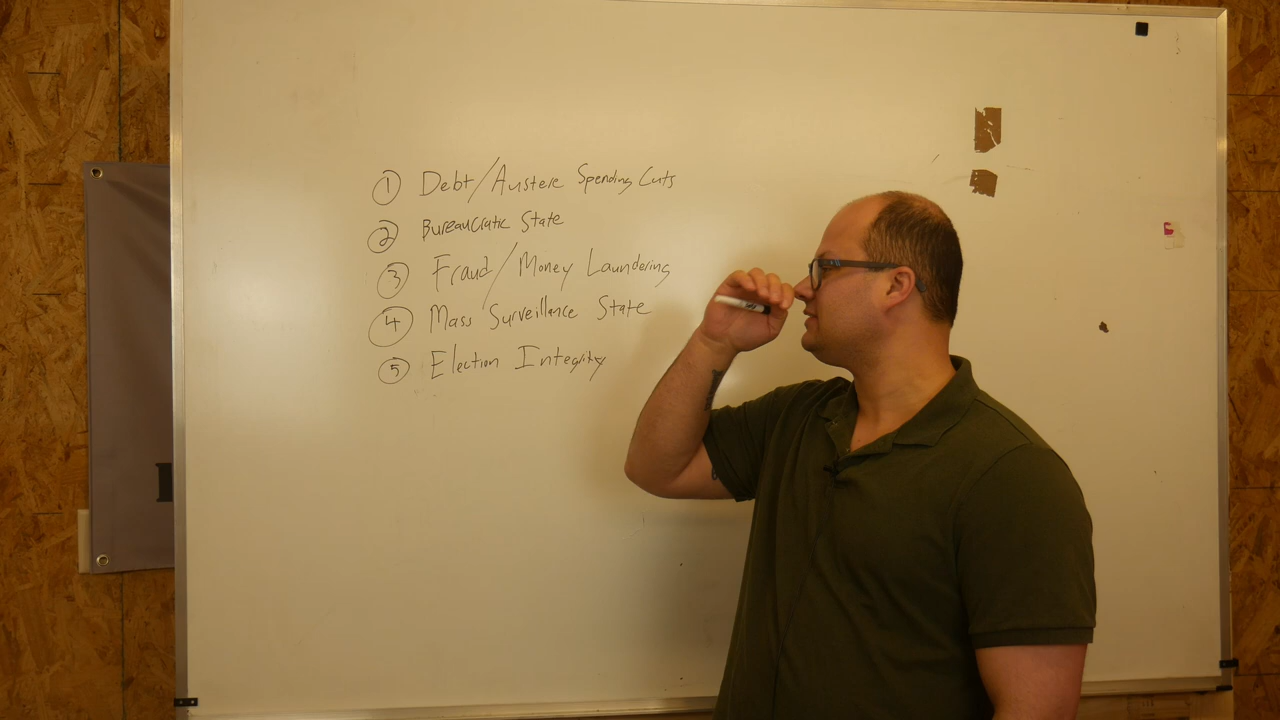 ① Debt/Austere Spending Cuts
② Bureaucratic State
③ Fraud/Money Laundering
④ Mass Surveillance State
⑤ Election Integrity